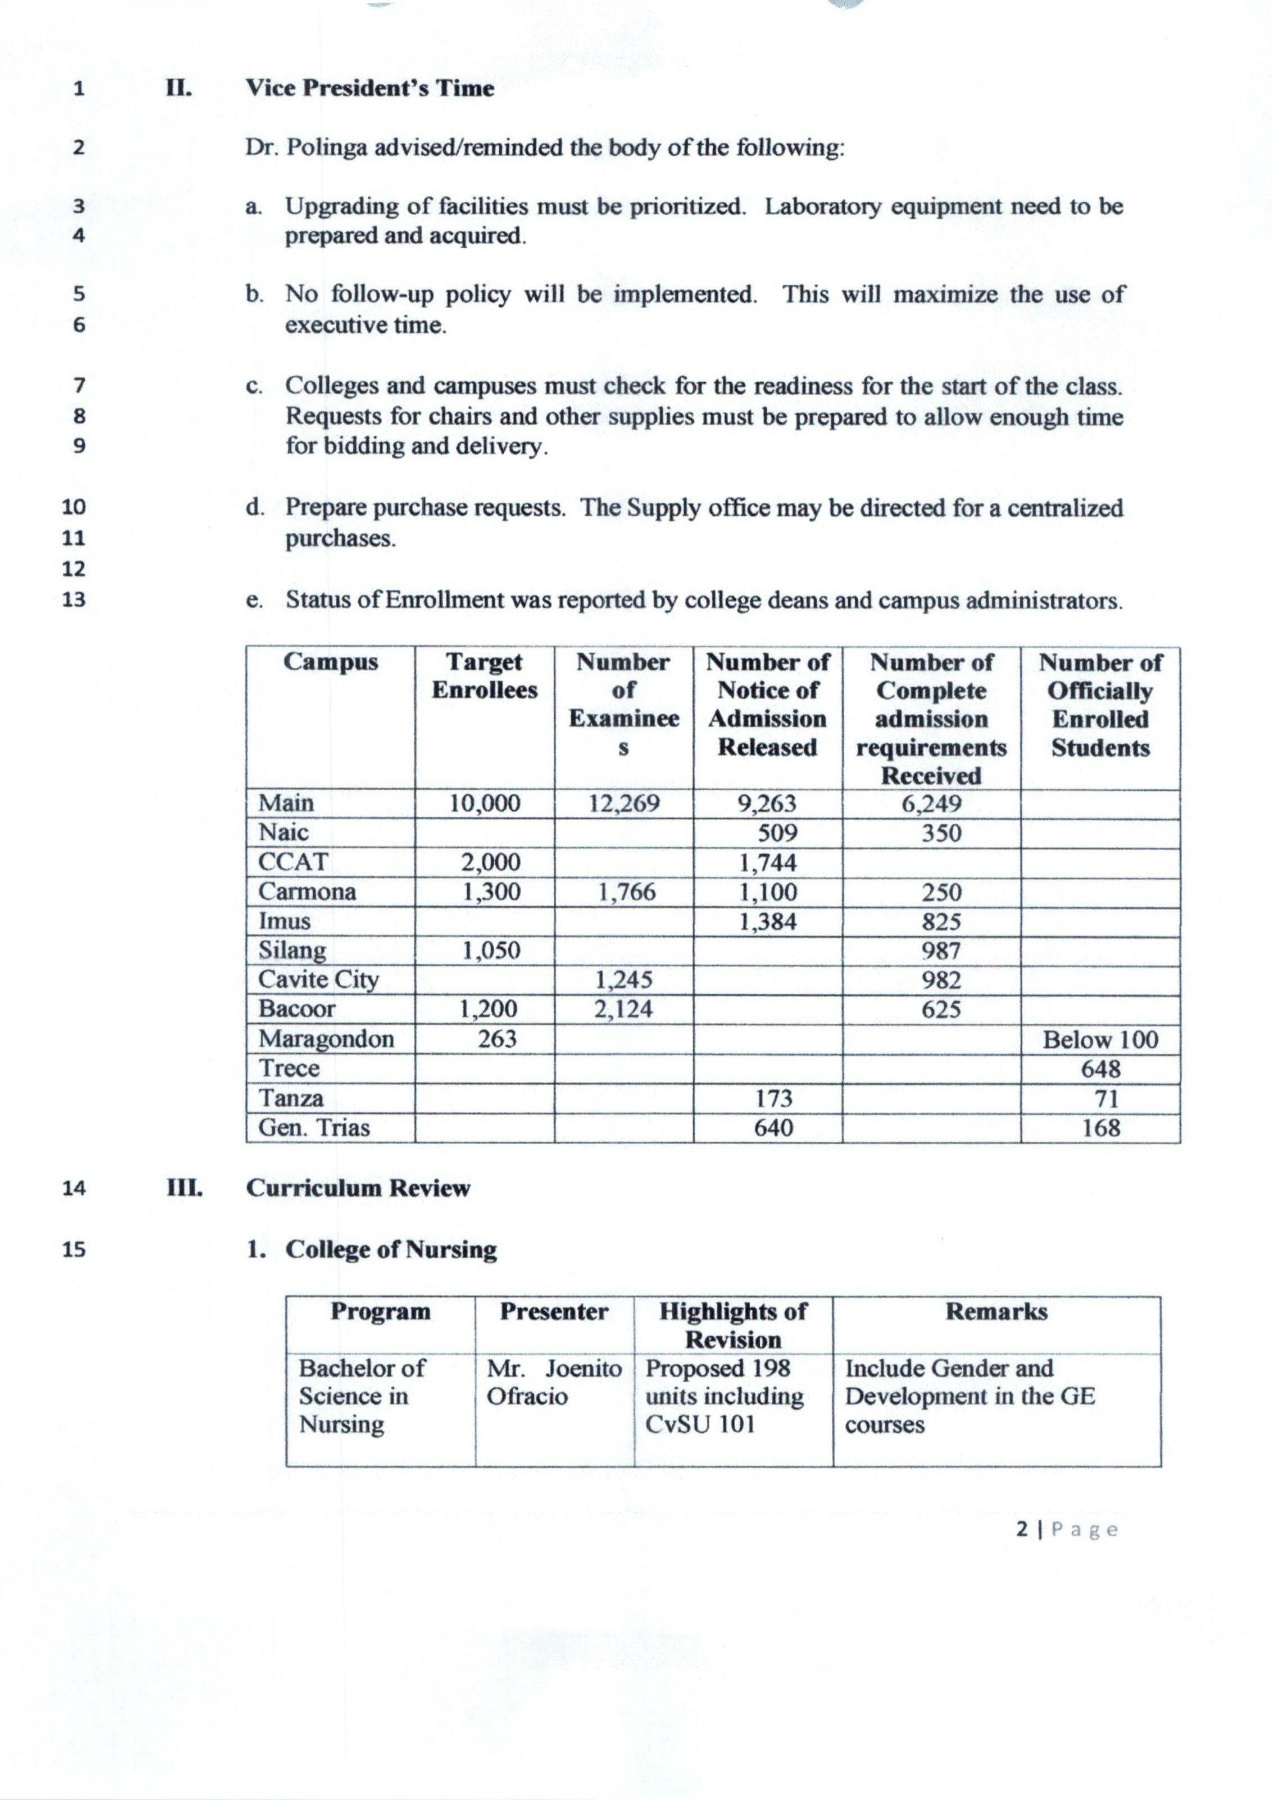 1 II. Vice President's Time
2 Dr. Polinga advised/reminded the body of the following:
3 a. Upgrading of facilities must be prioritized. Laboratory equipment need to be
4 prepared and acquired.
5 b. No follow-up policy will be implemented. This will maximize the use of
6 executive time.
7 c. Colleges and campuses must check for the readiness for the start of the class.
8 Requests for chairs and other supplies must be prepared to allow enough time
9 for bidding and delivery.
10 d. Prepare purchase requests. The Supply office may be directed for a centralized
11 purchases.
12
13 e. Status of Enrollment was reported by college deans and campus administrators.
Campus Target Number Number of Number of Number of
Enrollees of Notice of Complete Officially
Examinee Admission admission Enrolled
s Released requirements Students
Received
Main 10,000 12,269 9,263 6,249
Naic 509 350
CCAT 2,000 1,744
Carmona 1,300 1,766 1,100 250
Imus 1,384 825
Silang 1,050 987
Cavite City 1,245 982
Bacoor 1,200 2,124 625
Maragondon 263 Below 100
Trece 648
Tanza 173 71
Gen. Trias 640 168
14 III. Curriculum Review
15 1. College of Nursing
Program Presenter Highlights of Remarks
Revision
Bachelor of Mr. Joenito Proposed 198 Include Gender and
Science in Ofracio units including Development in the GE
Nursing CvSU 101 courses
2 | Page